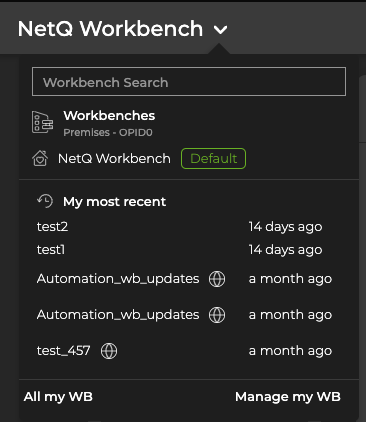 NetQ Workbench
Workbench Search
Workbenches
Premises - OPID0
NetQ Workbench Default
My most recent
test2 14 days ago
test1 14 days ago
Automation_wb_updates a month ago
Automation_wb_updates a month ago
test_457 a month ago
All my WB Manage my WB